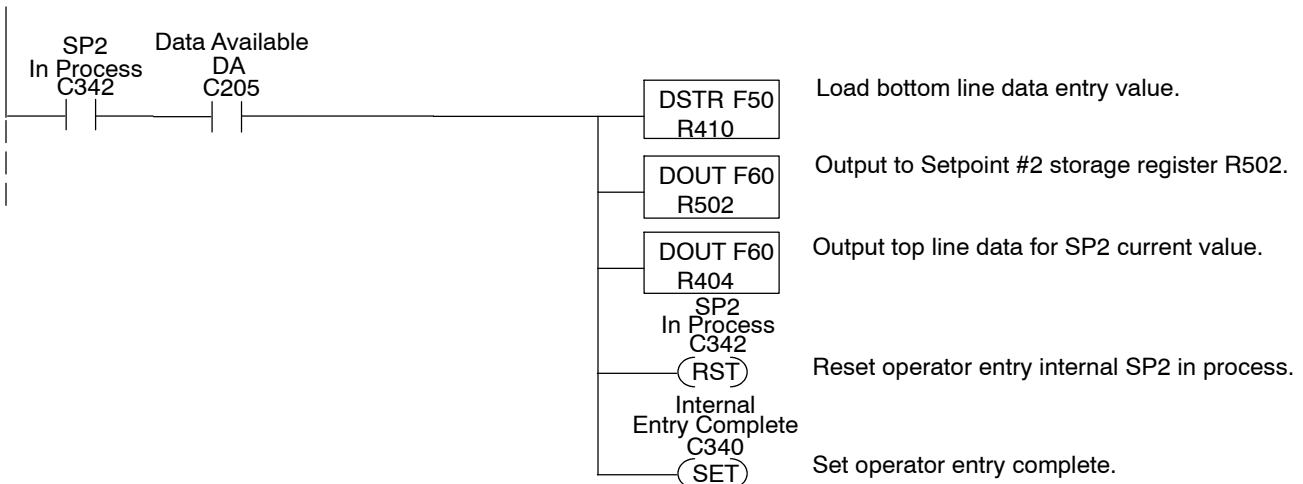 SP2
In Process
C342
Data Available
DA
C205
DSTR F50
R410
Load bottom line data entry value.
DOUT F60
R502
Output to Setpoint #2 storage register R502.
DOUT F60
R404
Output top line data for SP2 current value.
SP2
In Process
C342
RST
Reset operator entry internal SP2 in process.
Internal
Entry Complete
C340
SET
Set operator entry complete.